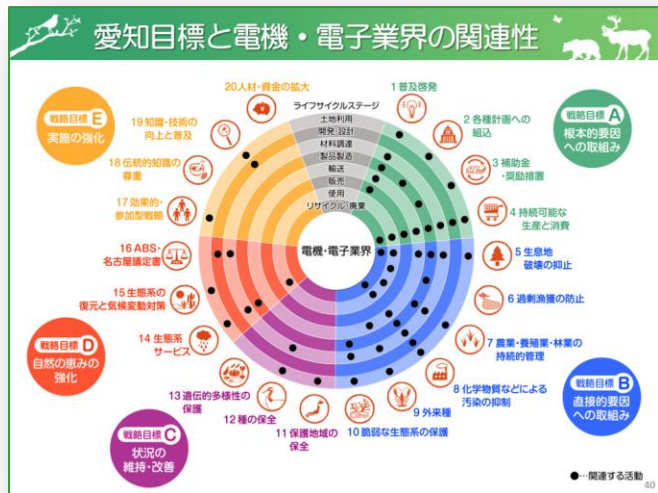 愛知目標と電機・電子業界の関連性
ライフサイクルステージ
土地利用
開発・設計
材料調達
製品製造
輸送
販売
使用
リサイクル・廃棄
電機・電子業界
戦略目標 A
根本的要因
への取組み
1 普及啓発
2 各種計画への
組込
3 補助金
・奨励措置
4 持続可能な
生産と消費
戦略目標 B
直接的要因
への取組み
5 生息地
破壊の抑止
6 過剰漁獲の防止
7 農業・養殖業・林業の
持続的管理
8 化学物質などによる
汚染の抑制
9 外来種
10 脆弱な生態系の保護
戦略目標 C
状況の
維持・改善
11 保護地域の
保全
12 種の保全
13 遺伝的多様性の
保護
戦略目標 D
自然の恵みの
強化
14 生態系
サービス
15 生態系の
復元と気候変動対策
16 ABS・
名古屋議定書
戦略目標 E
実施の強化
17 効果的・
参加型戦略
18 伝統的知識の
尊重
19 知識・技術の
向上と普及
20 人材・資金の拡大
●…関連する活動
40